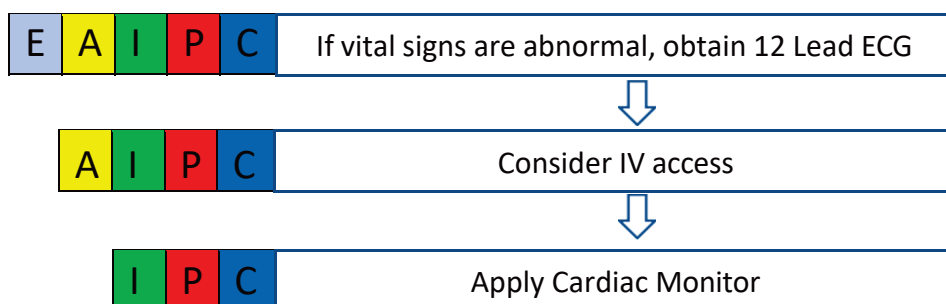 E A I P C If vital signs are abnormal, obtain 12 Lead ECG
A I P C Consider IV access
I P C Apply Cardiac Monitor